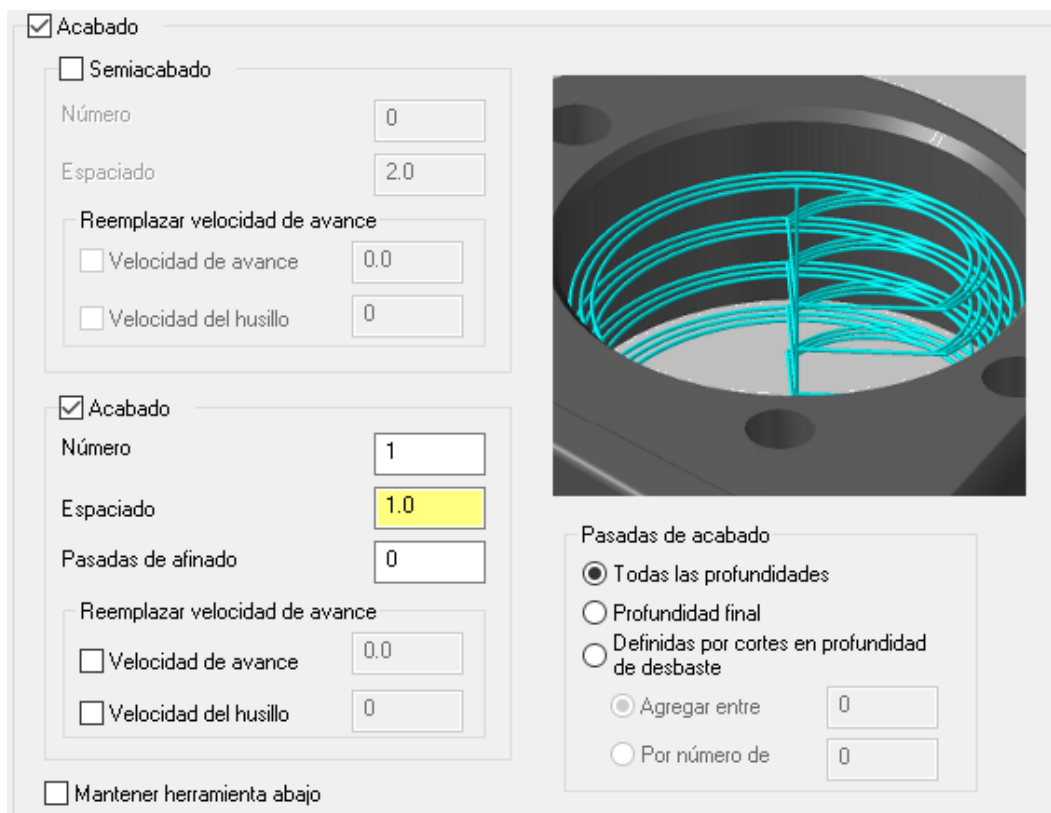 Acabado
Semiacabado
Número 0
Espaciado 2.0
Reemplazar velocidad de avance
Velocidad de avance 0.0
Velocidad del husillo 0
Acabado
Número 1
Espaciado 1.0
Pasadas de afinado 0
Reemplazar velocidad de avance
Velocidad de avance 0.0
Velocidad del husillo 0
Mantener herramienta abajo
Pasadas de acabado
Todas las profundidades
Profundidad final
Definidas por cortes en profundidad
de desbaste
Agregar entre 0
Por número de 0